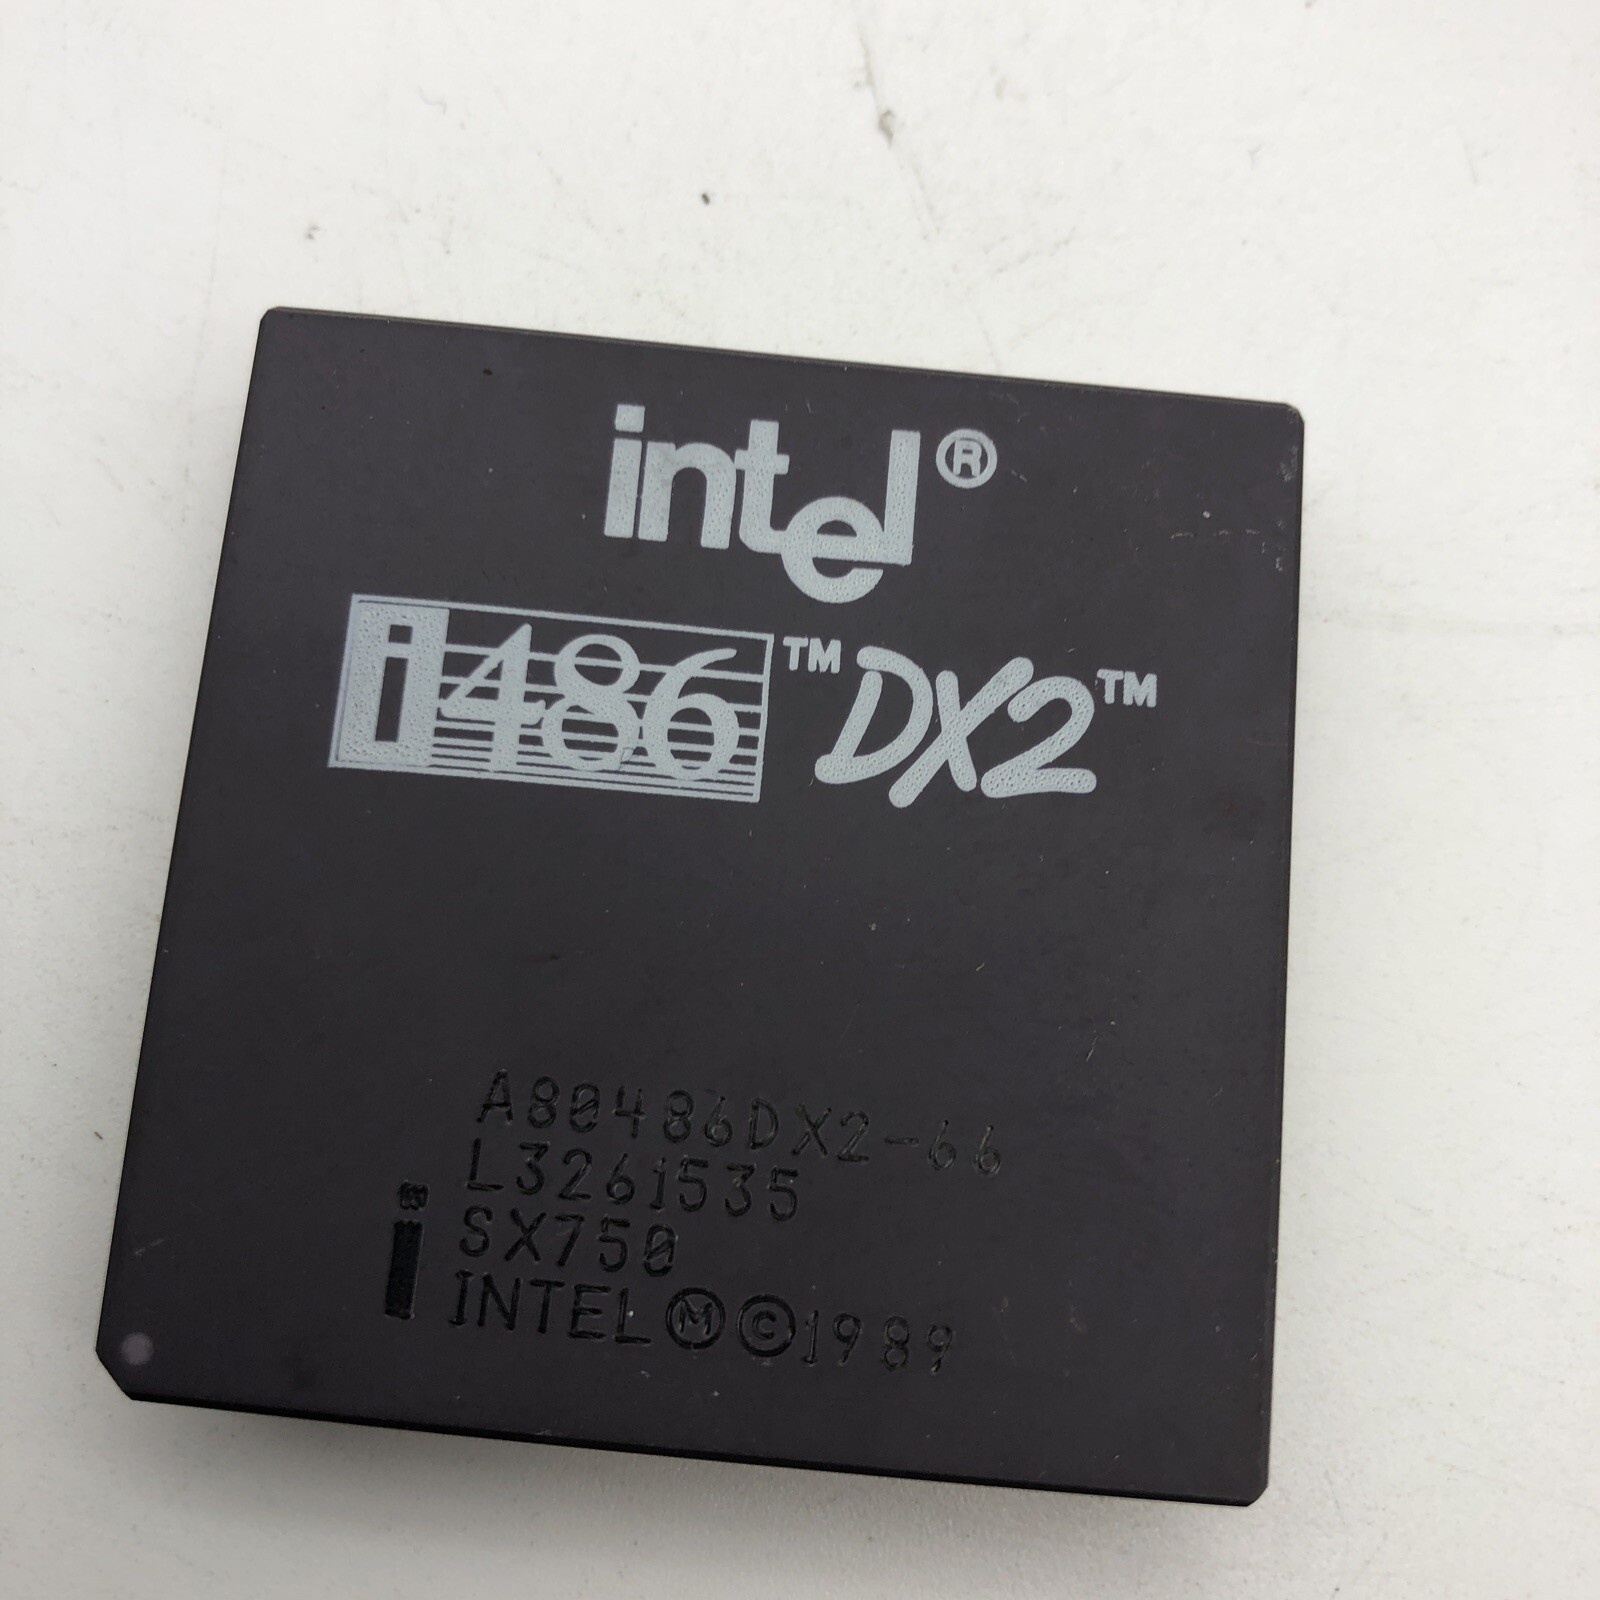 intel®
i486™ DX2™
A80486DX2-66
L3261535
SX750
INTEL Ⓜ © 1989